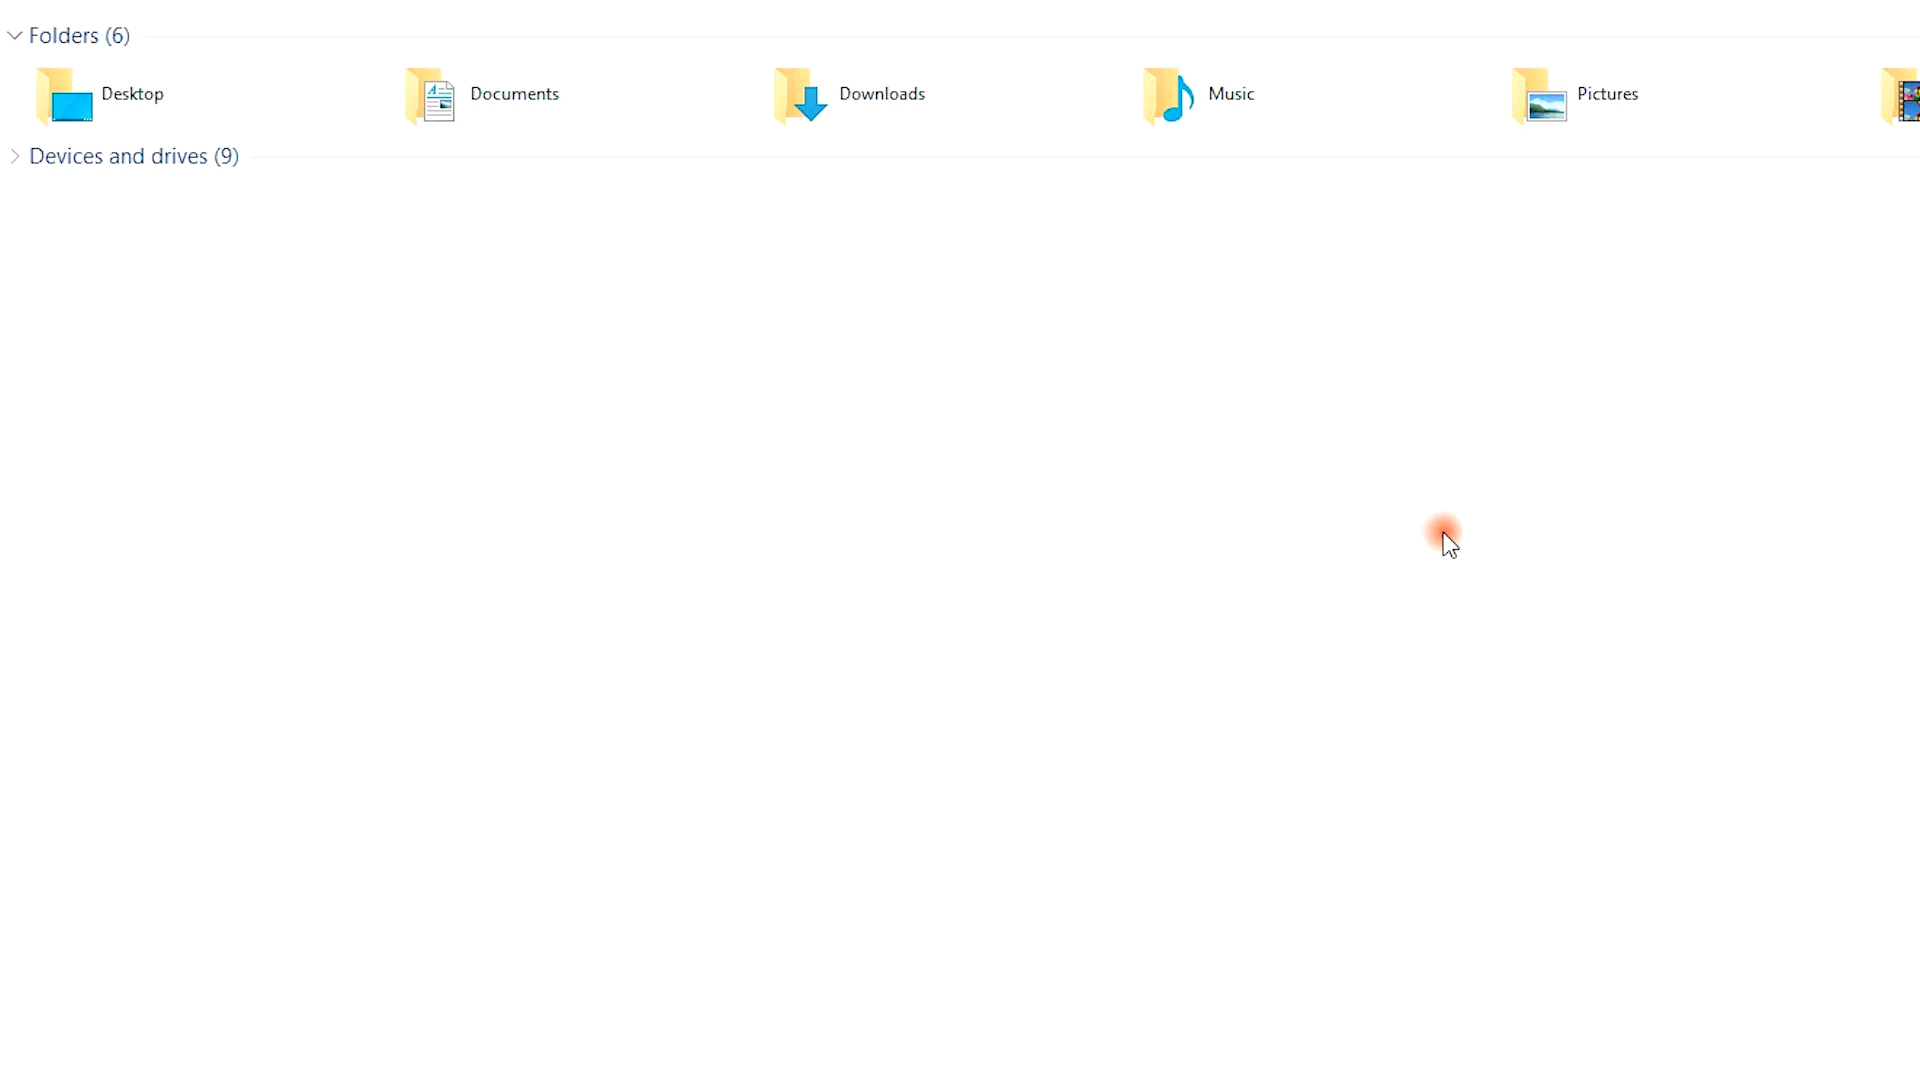 Folders (6)
Desktop
Documents
Downloads
Music
Pictures
Devices and drives (9)